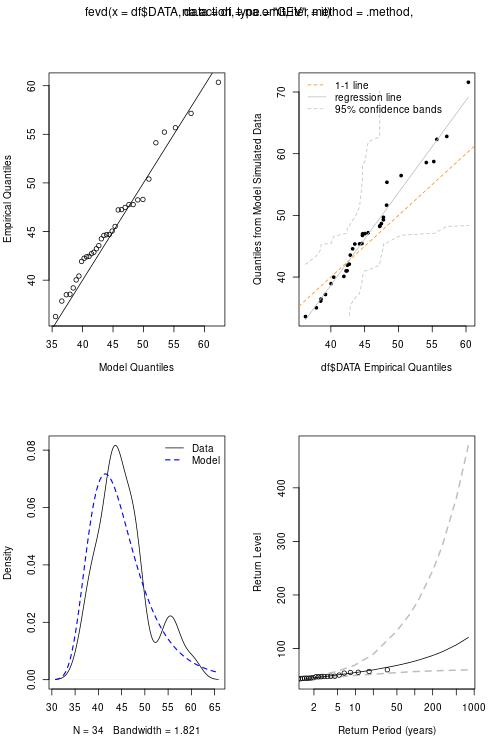 fevd(x = df$DATA,
method = .method,
60
55
50
45
40
Empirical Quantiles
35 40 45 50 55 60
Model Quantiles
70
60
50
40
Quantiles from Model Simulated Data
1-1 line
regression line
95% confidence bands
40 45 50 55 60
df$DATA Empirical Quantiles
0.08
0.06
0.04
0.02
0.00
Density
Data
Model
30 35 40 45 50 55 60 65
N = 34 Bandwidth = 1.821
400
300
200
100
Return Level
2 5 10 50 200 1000
Return Period (years)